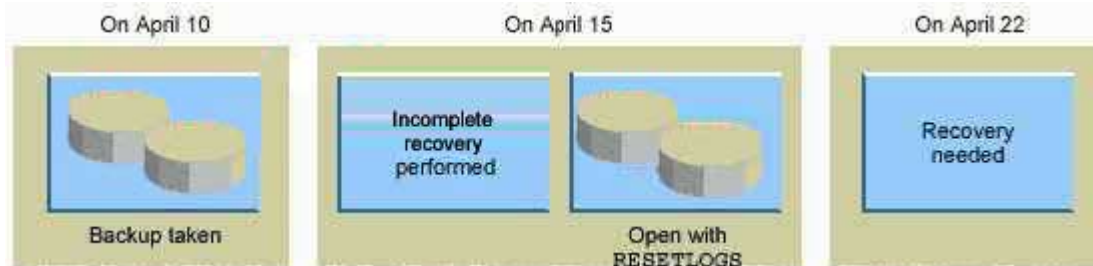 On April 10
On April 15
On April 22
Incomplete
recovery
performed
Recovery
needed
Backup taken
Open with
RESETLOGS